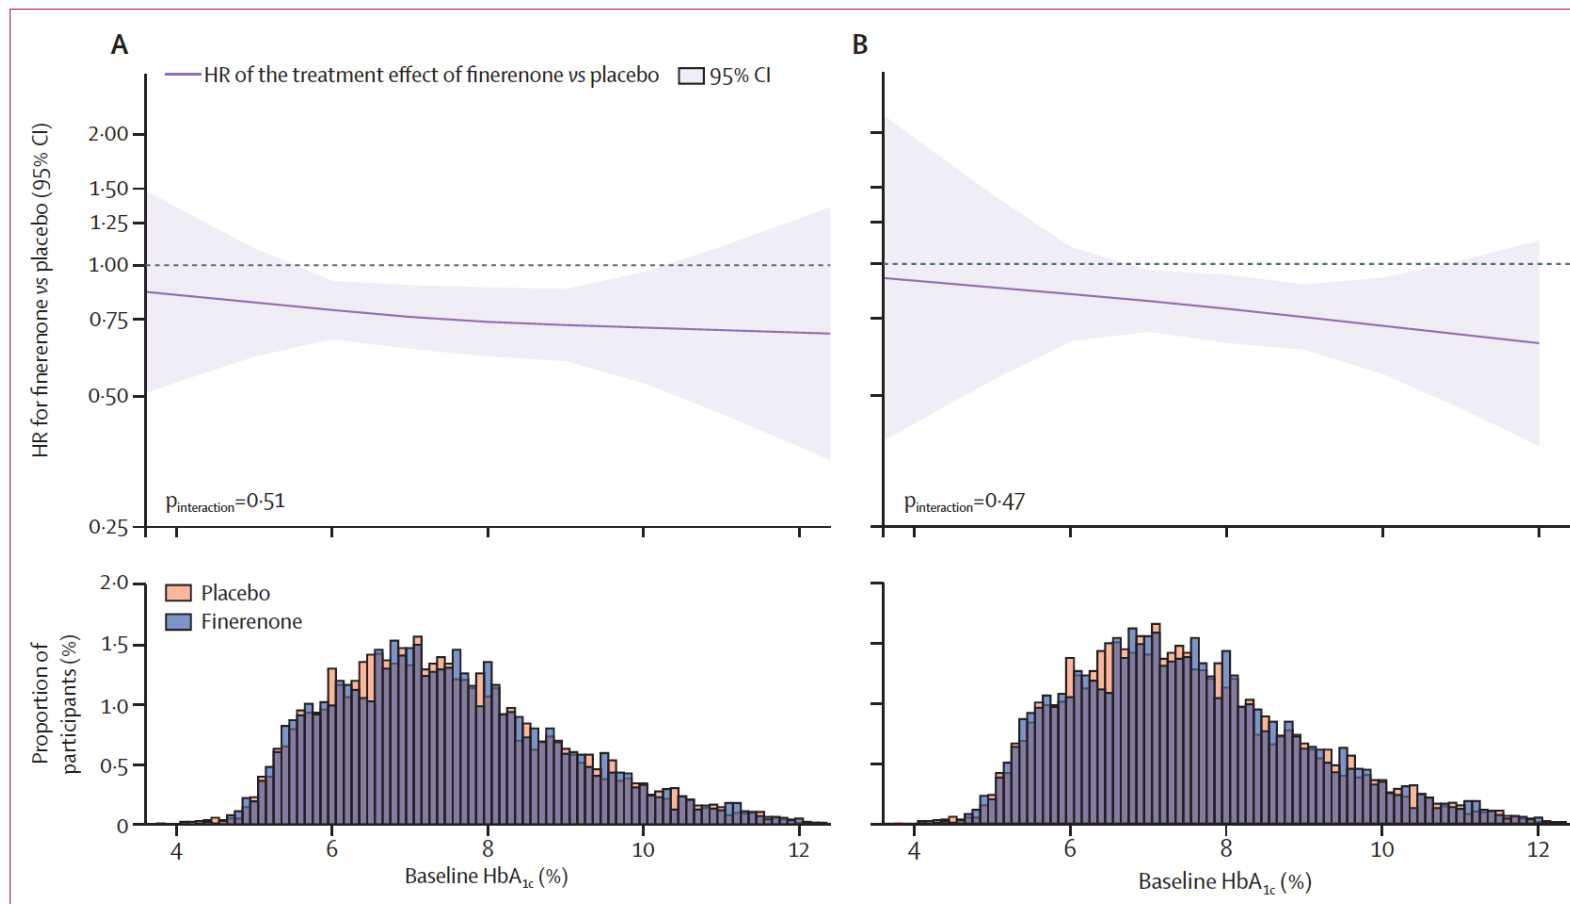 A
B
HR of the treatment effect of finerenone vs placebo
95% CI
HR for finerenone vs placebo (95% CI)
2·00
1·50
1·25
1·00
0·75
0·50
0·25
pinteraction=0·51
pinteraction=0·47
Placebo
Finerenone
Proportion of
participants (%)
2·0
1·5
1·0
0·5
0
4
6
8
10
12
Baseline HbA1c (%)
4
6
8
10
12
Baseline HbA1c (%)